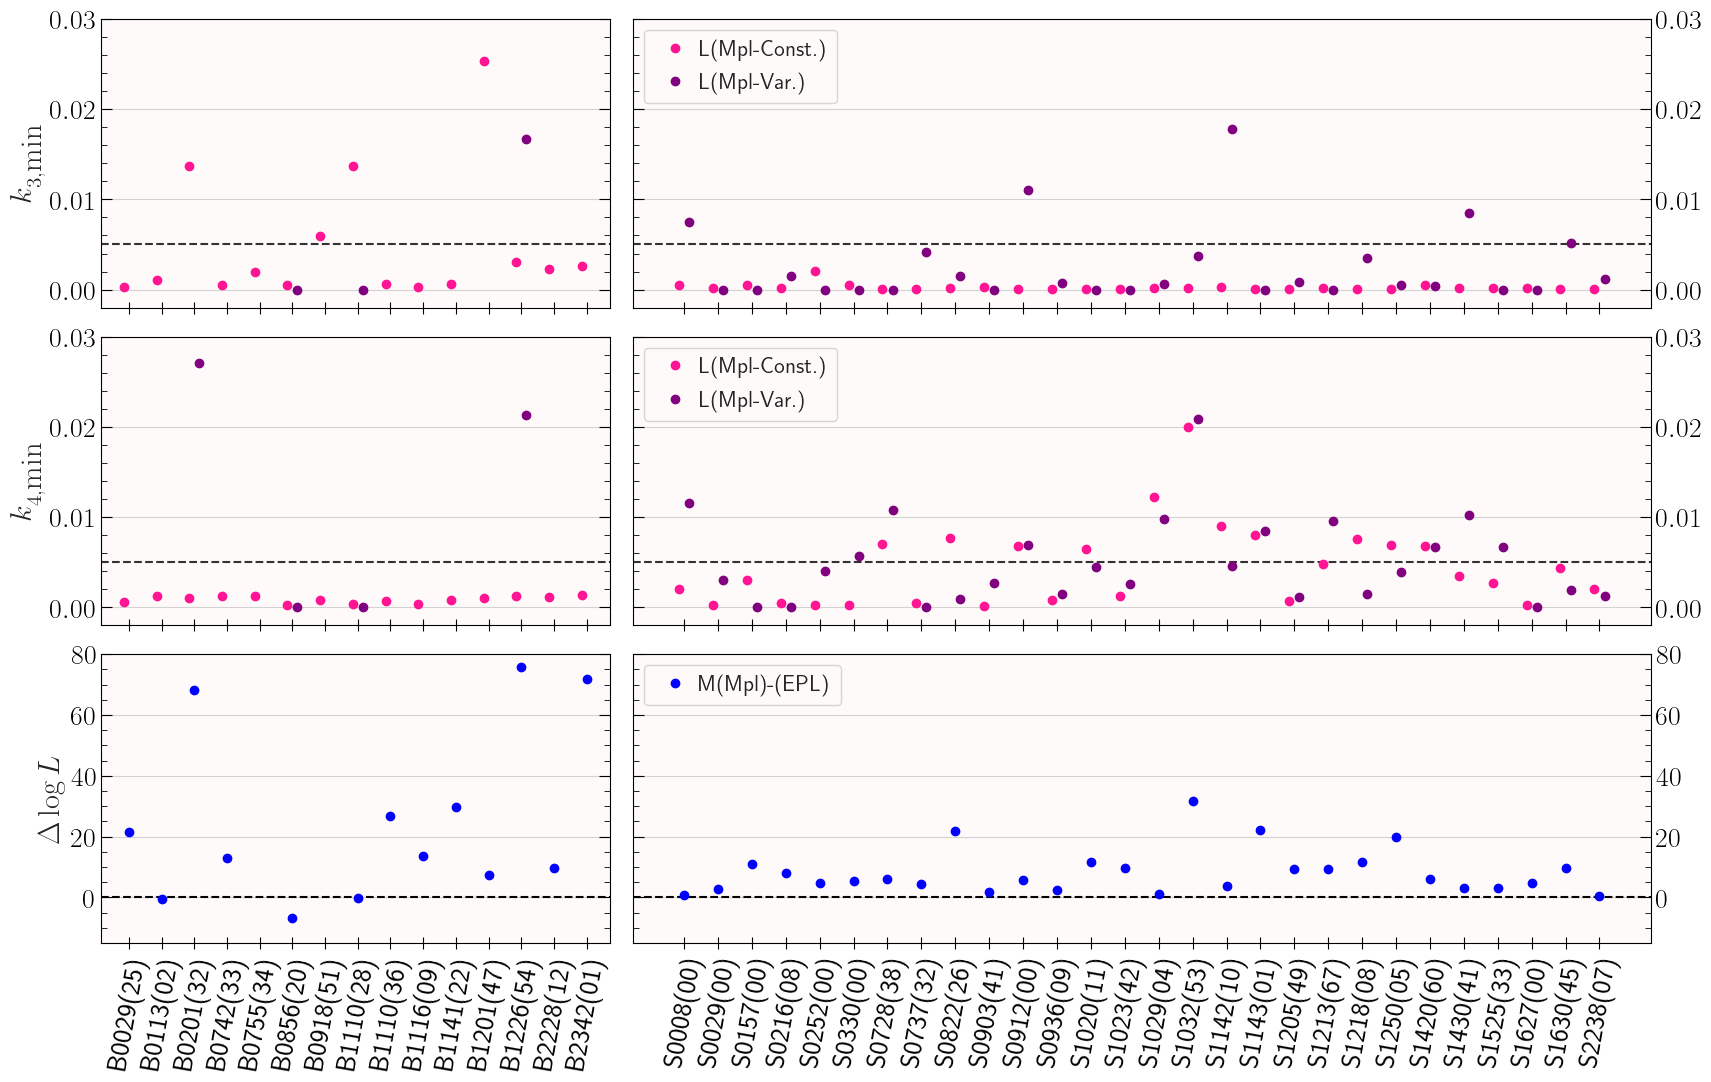 0.03
0.02
0.01
0.00
k3,min
L(Mpl-Const.)
L(Mpl-Var.)
0.03
0.02
0.01
0.00
0.03
0.02
0.01
0.00
k4,min
L(Mpl-Const.)
L(Mpl-Var.)
0.03
0.02
0.01
0.00
80
60
40
20
0
Δ log L
M(Mpl)-(EPL)
80
60
40
20
0
B0029(25)
B0113(02)
B0201(32)
B0742(33)
B0755(34)
B0856(20)
B0918(51)
B1110(28)
B1110(36)
B1116(09)
B1141(22)
B1201(47)
B1226(54)
B2228(12)
B2342(01)
S0008(00)
S0029(00)
S0157(00)
S0216(08)
S0252(00)
S0330(00)
S0728(38)
S0737(32)
S0822(26)
S0903(41)
S0912(00)
S0936(09)
S1020(11)
S1023(42)
S1029(04)
S1032(53)
S1142(10)
S1143(01)
S1205(49)
S1213(67)
S1218(08)
S1250(05)
S1420(60)
S1430(41)
S1525(33)
S1627(00)
S1630(45)
S2238(07)